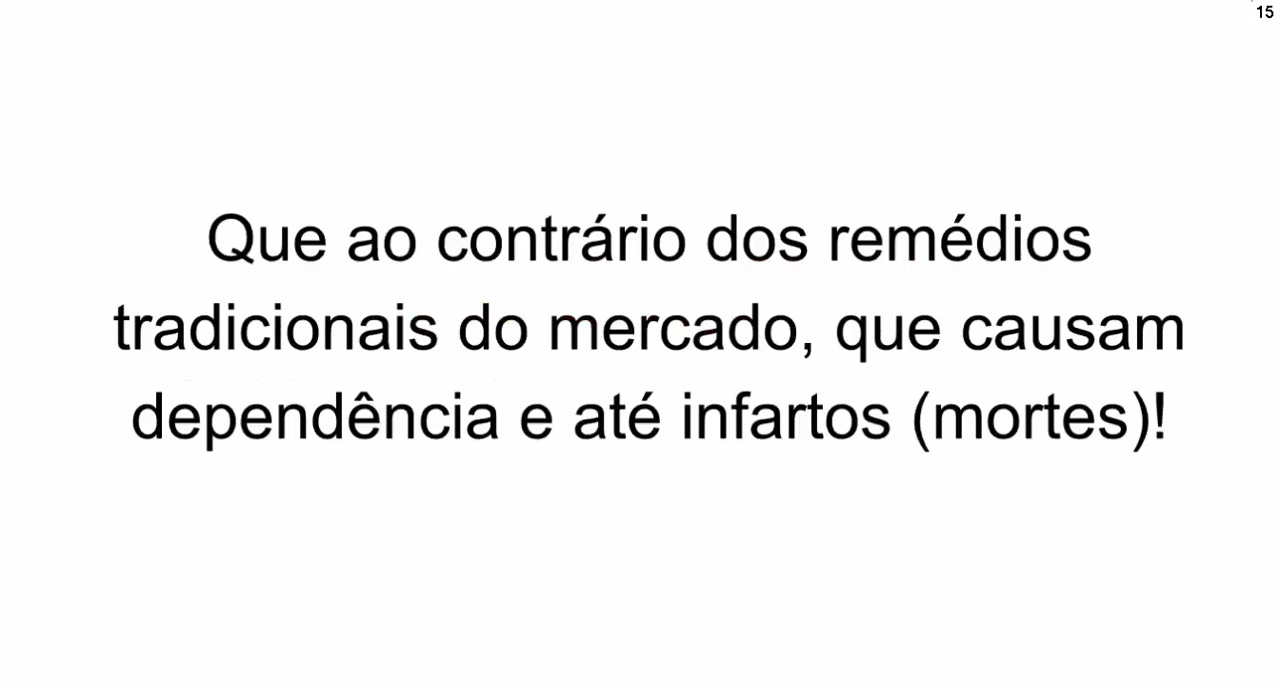 15
Que ao contrário dos remédios
tradicionais do mercado, que causam
dependência e até infartos (mortes)!